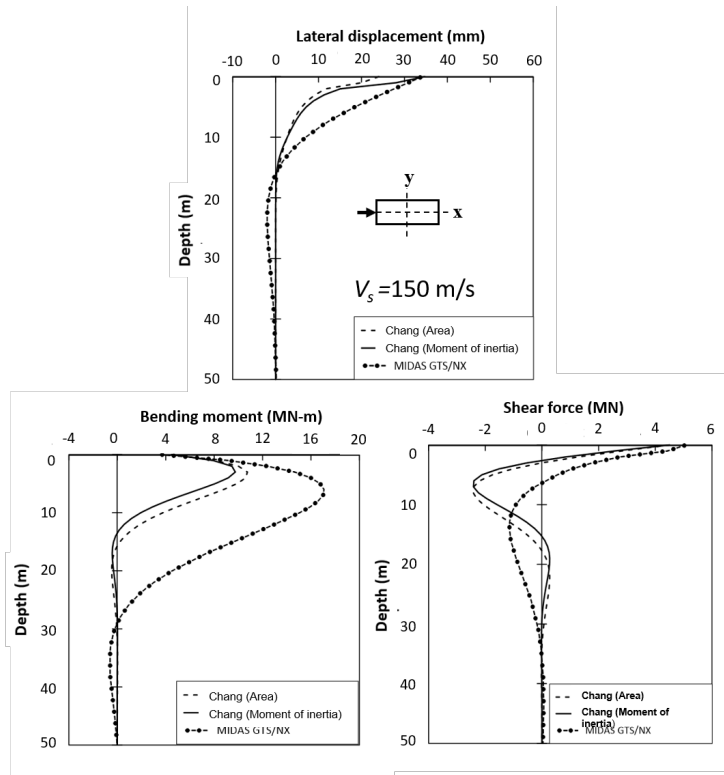 Lateral displacement (mm)
-10 0 10 20 30 40 50 60
0
10
20
30
40
50
Depth (m)
y
x
Vs =150 m/s
Chang (Area)
Chang (Moment of inertia)
MIDAS GTS/NX
Bending moment (MN-m)
-4 0 4 8 12 16 20
0
10
20
30
40
50
Depth (m)
Chang (Area)
Chang (Moment of inertia)
MIDAS GTS/NX
Shear force (MN)
-4 -2 0 2 4 6
0
10
20
30
40
50
Depth (m)
Chang (Area)
Chang (Moment of
inertia)
MIDAS GTS/NX